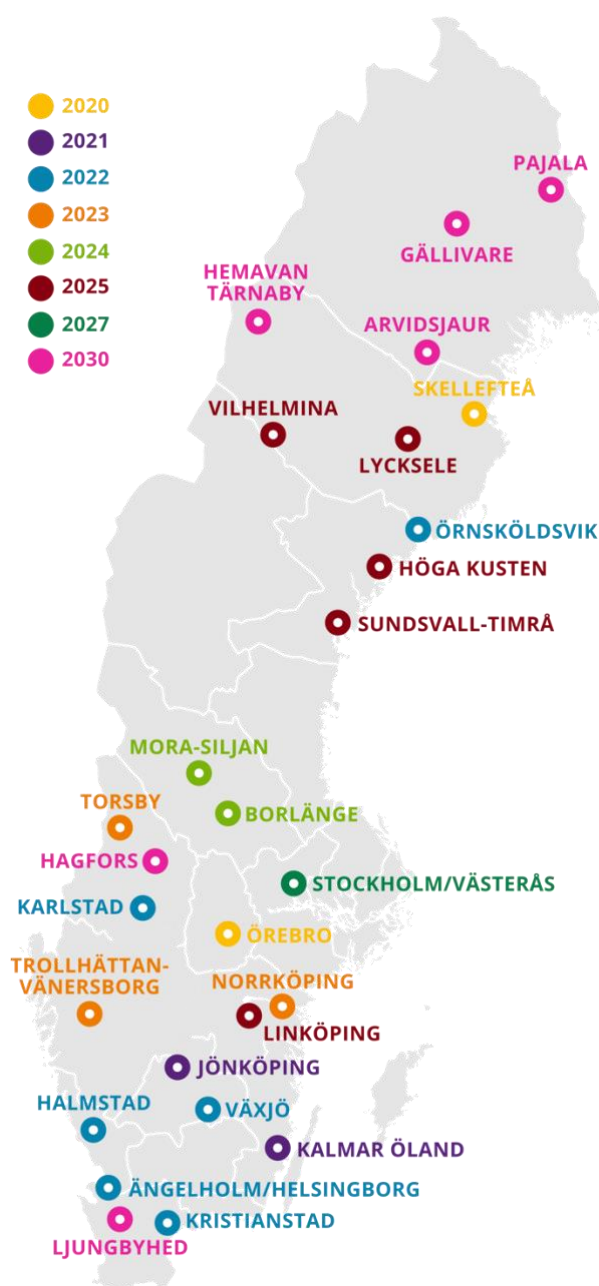 2020
2021
2022
2023
2024
2025
2027
2030
PAJALA
GÄLLIVARE
HEMAVAN
TÄRNABY
ARVIDSJAUR
SKELLEFTEÅ
VILHELMINA
LYCKSELE
ÖRNSKÖLDSVIK
HÖGA KUSTEN
SUNDSVALL-TIMRÅ
MORA-SILJAN
TORSBY
BORLÄNGE
HAGFORS
STOCKHOLM/VÄSTERÅS
KARLSTAD
ÖREBRO
TROLLHÄTTAN-
VÄNERSBORG
NORRKÖPING
LINKÖPING
JÖNKÖPING
HALMSTAD
VÄXJÖ
KALMAR ÖLAND
ÄNGELHOLM/HELSINGBORG
KRISTIANSTAD
LJUNGBYHED